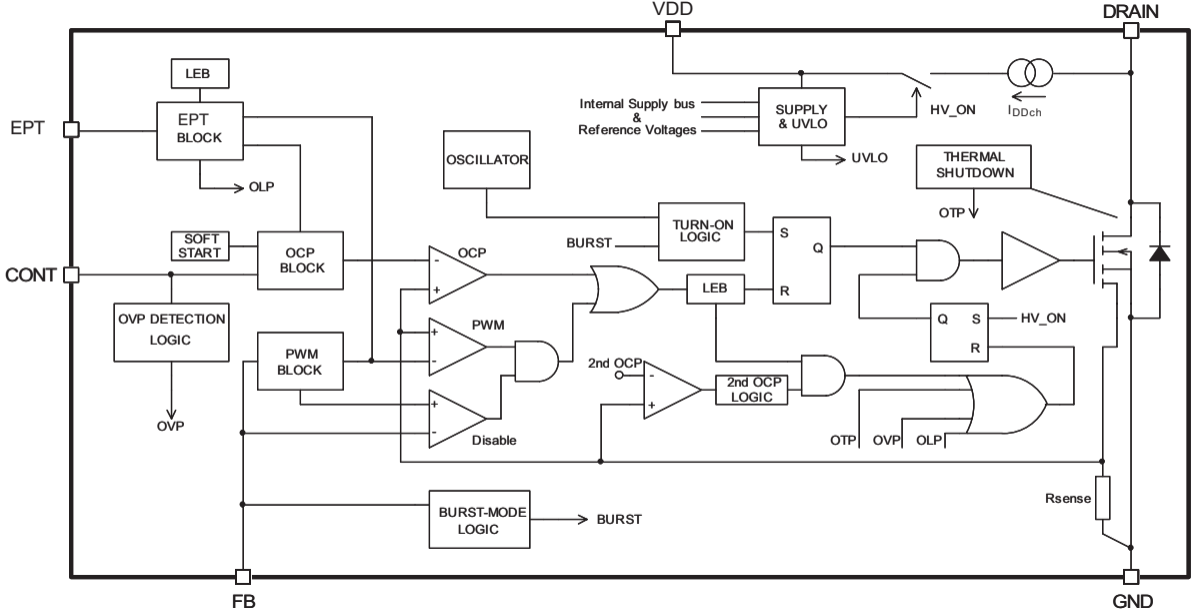 VDD
DRAIN
LEB
EPT
EPT
BLOCK
OLP
Internal Supply bus
&
Reference Voltages
SUPPLY
& UVLO
HV_ON
IDDch
UVLO
OSCILLATOR
THERMAL
SHUTDOWN
OTP
SOFT
START
OCP
BLOCK
CONT
OCP
-
+
BURST
TURN-ON
LOGIC
S
Q
R
LEB
OVP DETECTION
LOGIC
OVP
PWM
BLOCK
PWM
+
-
Q
S
R
HV_ON
2nd OCP
-
+
2nd OCP
LOGIC
+
-
Disable
OTP
OVP
OLP
Rsense
BURST-MODE
LOGIC
BURST
FB
GND